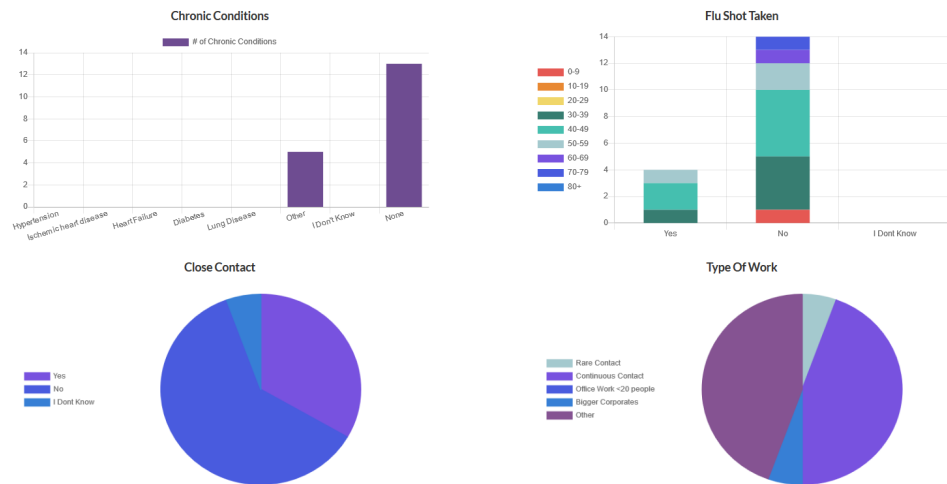 Chronic Conditions
# of Chronic Conditions
14
12
10
8
6
4
2
0
Hypertension
Ischemic heart disease
Heart Failure
Diabetes
Lung Disease
Other
I Don't Know
None
Flu Shot Taken
0-9
10-19
20-29
30-39
40-49
50-59
60-69
70-79
80+
14
12
10
8
6
4
2
0
Yes
No
I Dont Know
Close Contact
Yes
No
I Dont Know
Type Of Work
Rare Contact
Continuous Contact
Office Work <20 people
Bigger Corporates
Other